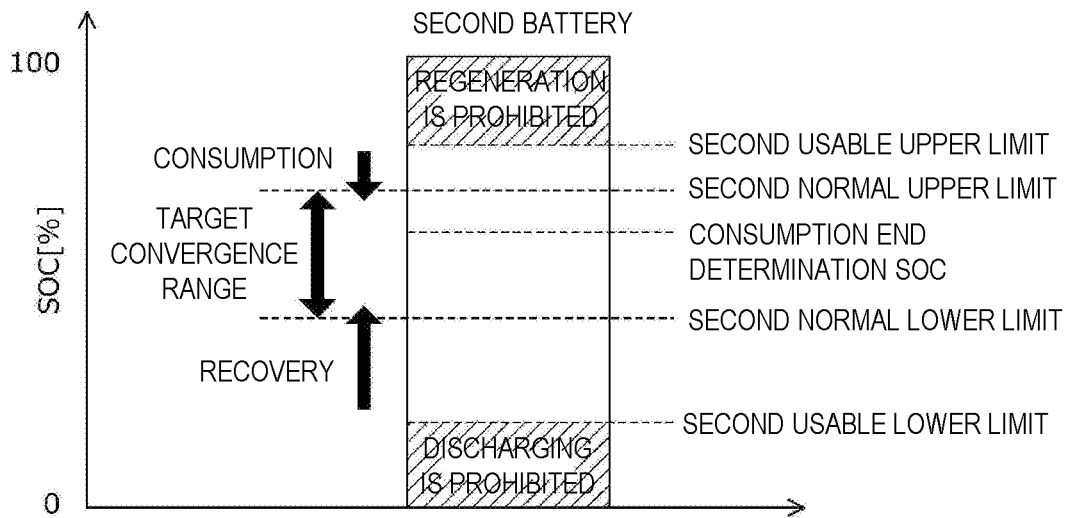 SECOND BATTERY
100
REGENERATION
IS PROHIBITED
SECOND USABLE UPPER LIMIT
CONSUMPTION
SECOND NORMAL UPPER LIMIT
TARGET
CONVERGENCE
RANGE
CONSUMPTION END
DETERMINATION SOC
SOC[%]
SECOND NORMAL LOWER LIMIT
RECOVERY
SECOND USABLE LOWER LIMIT
DISCHARGING
IS PROHIBITED
0